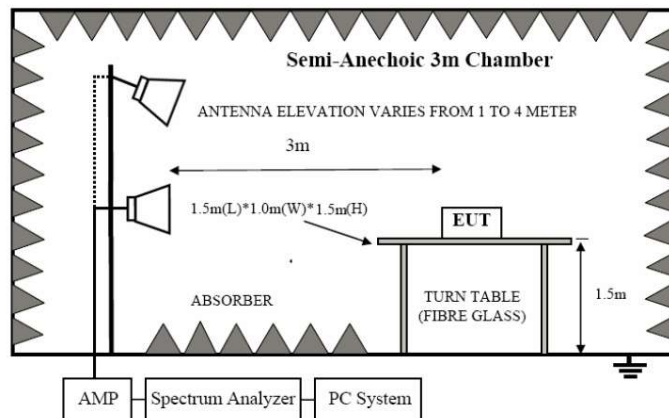 Semi-Anechoic 3m Chamber
ANTENNA ELEVATION VARIES FROM 1 TO 4 METER
3m
1.5m(L)*1.0m(W)*1.5m(H)
EUT
ABSORBER
TURN TABLE
(FIBRE GLASS)
1.5m
AMP
Spectrum Analyzer
PC System